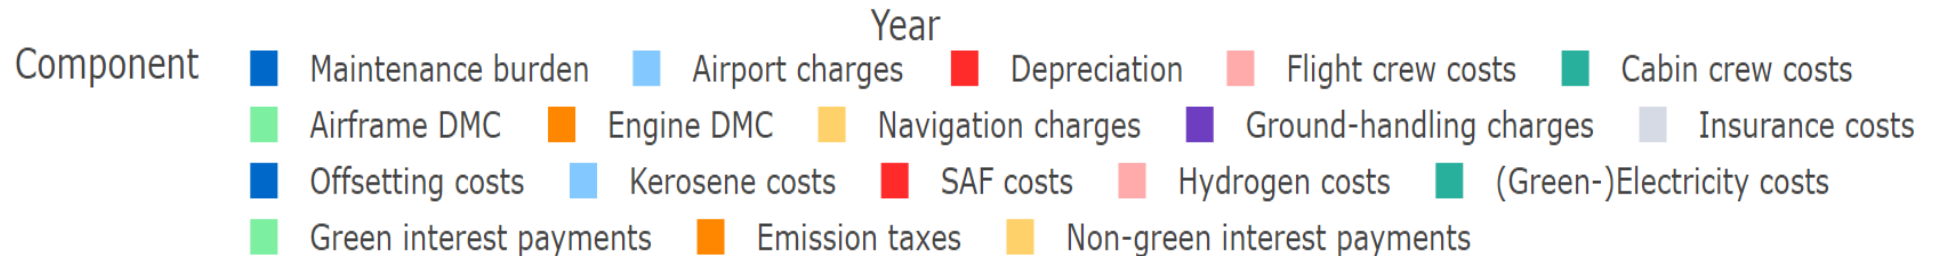 Year
Component Maintenance burden Airport charges Depreciation Flight crew costs Cabin crew costs
Airframe DMC Engine DMC Navigation charges Ground-handling charges Insurance costs
Offsetting costs Kerosene costs SAF costs Hydrogen costs (Green-)Electricity costs
Green interest payments Emission taxes Non-green interest payments